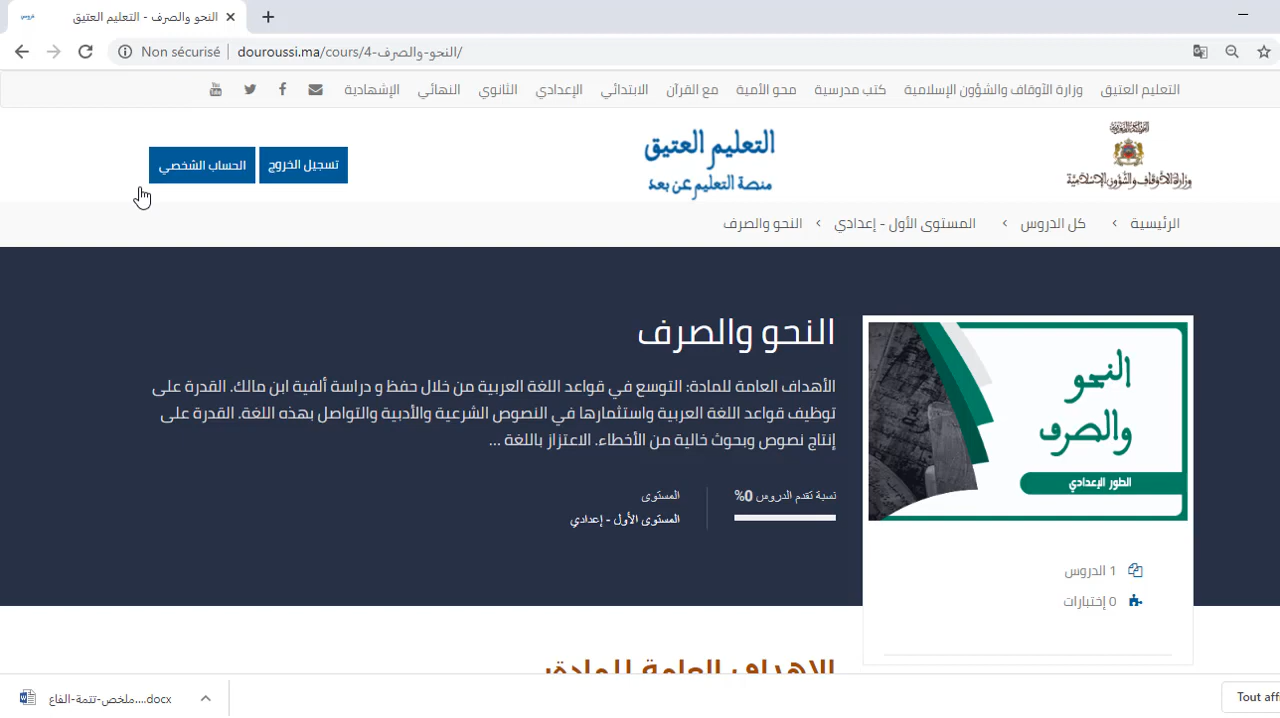 النحو والصرف - التعليم العتيق
Non sécurisé
douroussi.ma/cours/4-النحو-والصرف/
التعليم العتيق
وزارة الأوقاف والشؤون الإسلامية
كتب مدرسية
محو الأمية
مع القرآن
الابتدائي
الإعدادي
الثانوي
النهائي
الإشهادية
وزارة الأوقاف والشؤون الإسلامية
التعليم العتيق
منصة التعليم عن بعد
تسجيل الخروج
الحساب الشخصي
الرئيسية
كل الدروس
المستوى الأول - إعدادي
النحو والصرف
النحو والصرف
الأهداف العامة للمادة: التوسع في قواعد اللغة العربية من خلال حفظ و دراسة ألفية ابن مالك. القدرة على
توظيف قواعد اللغة العربية واستثمارها في النصوص الشرعية والأدبية والتواصل بهذه اللغة. القدرة على
إنتاج نصوص وبحوث خالية من الأخطاء. الاعتزاز باللغة ...
نسبة تقدم الدروس 0%
المستوى
المستوى الأول - إعدادي
النحو
والصرف
الطور الإعدادي
1 الدروس
0 إختبارات
الاهداف العامة للمادة:
ملخص-تتمة-الفاع....docx
Tout aff